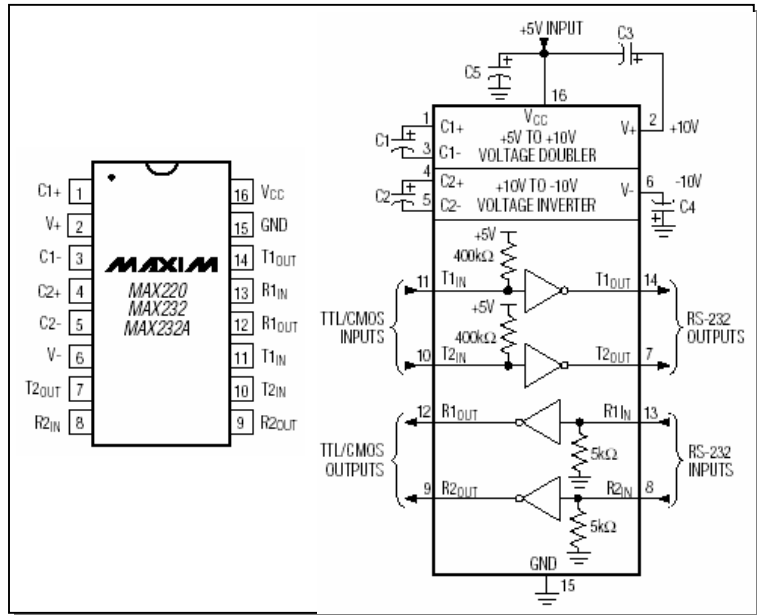 C1+ 1
V+ 2
C1- 3
C2+ 4
C2- 5
V- 6
T2OUT 7
R2IN 8
16 VCC
15 GND
14 T1OUT
13 R1IN
12 R1OUT
11 T1IN
10 T2IN
9 R2OUT
MAXIM
MAX220
MAX232
MAX232A
+5V INPUT
C3
+
C5
+
16
1
C1
+
3
C1+
C1-
VCC
+5V TO +10V
VOLTAGE DOUBLER
V+
2
+10V
4
C2
+
5
C2+
C2-
+10V TO -10V
VOLTAGE INVERTER
V-
6
-10V
C4
+
+5V
400kΩ
11 T1IN
T1OUT 14
+5V
400kΩ
10 T2IN
T2OUT 7
TTL/CMOS
INPUTS
RS-232
OUTPUTS
12 R1OUT
R1IN 13
5kΩ
9 R2OUT
R2IN 8
5kΩ
TTL/CMOS
OUTPUTS
RS-232
INPUTS
GND
15